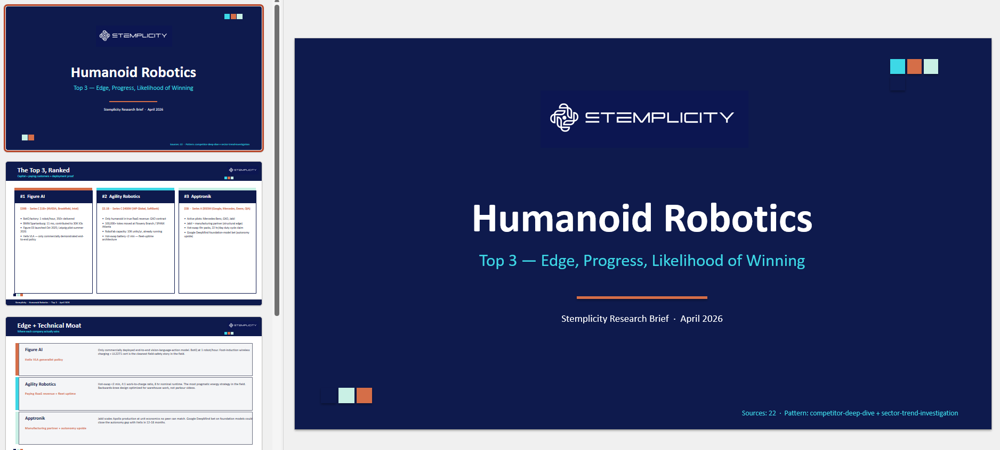 STEMPLICITY
Humanoid Robotics
Top 3 — Edge, Progress, Likelihood of Winning
Stemplicity Research Brief · April 2026
Sources: 22 · Pattern: competitor-deep-dive + sector-trend-investigation
The Top 3, Ranked
Capital + paying customers + deployment proof
STEMPLICITY
#1 Figure AI
$39B · Series C $1B+ (NVIDIA, Brookfield, Intel)
• BotQ factory: 1 robot/hour, 350+ delivered
• BMW Spartanburg: 11 mo, contributed to 30K X3s
• Figure 03 launched Oct 2025; Leipzig pilot summer
2026
• Helix VLA — only commercially demonstrated end-
to-end policy
#2 Agility Robotics
$2.1B · Series C $400M (WP Global, SoftBank)
• Only humanoid in true RaaS revenue: GXO contract
• 100,000+ totes moved at Flowery Branch / SPANX
Atlanta
• RoboFab capacity: 10K units/yr, already running
• Hot-swap battery <2 min — fleet-uptime
architecture
#3 Apptronik
$5B · Series A $935M (Google, Mercedes, Deere, QIA)
• Active pilots: Mercedes-Benz, GXO, Jabil
• Jabil = manufacturing partner (structural edge)
• Hot-swap 4hr packs, 22 hr/day duty cycle claim
• Google DeepMind foundation-model bet (autonomy
upside)
Stemplicity · Humanoid Robotics — Top 3 · April 2026
Edge + Technical Moat
Where each company actually wins
STEMPLICITY
Figure AI
Helix VLA generalist policy
Only commercially deployed end-to-end vision-language-action model. BotQ at 1 robot/hour. Foot-induction wireless
charging + UL2271 cert is the cleanest field-safety story in the field.
Agility Robotics
Paying RaaS revenue + fleet uptime
Hot-swap <2 min, 4:1 work-to-charge ratio, 8 hr nominal runtime. The most pragmatic energy strategy in the field.
Backwards-knee design optimized for warehouse work, not parkour videos.
Apptronik
Manufacturing partner + autonomy upside
Jabil scales Apollo production at unit economics no peer can match. Google DeepMind bet on foundation models could
close the autonomy gap with Helix in 12-18 months.
STEMPLICITY
Humanoid Robotics
Top 3 — Edge, Progress, Likelihood of Winning
Stemplicity Research Brief · April 2026
Sources: 22 · Pattern: competitor-deep-dive + sector-trend-investigation